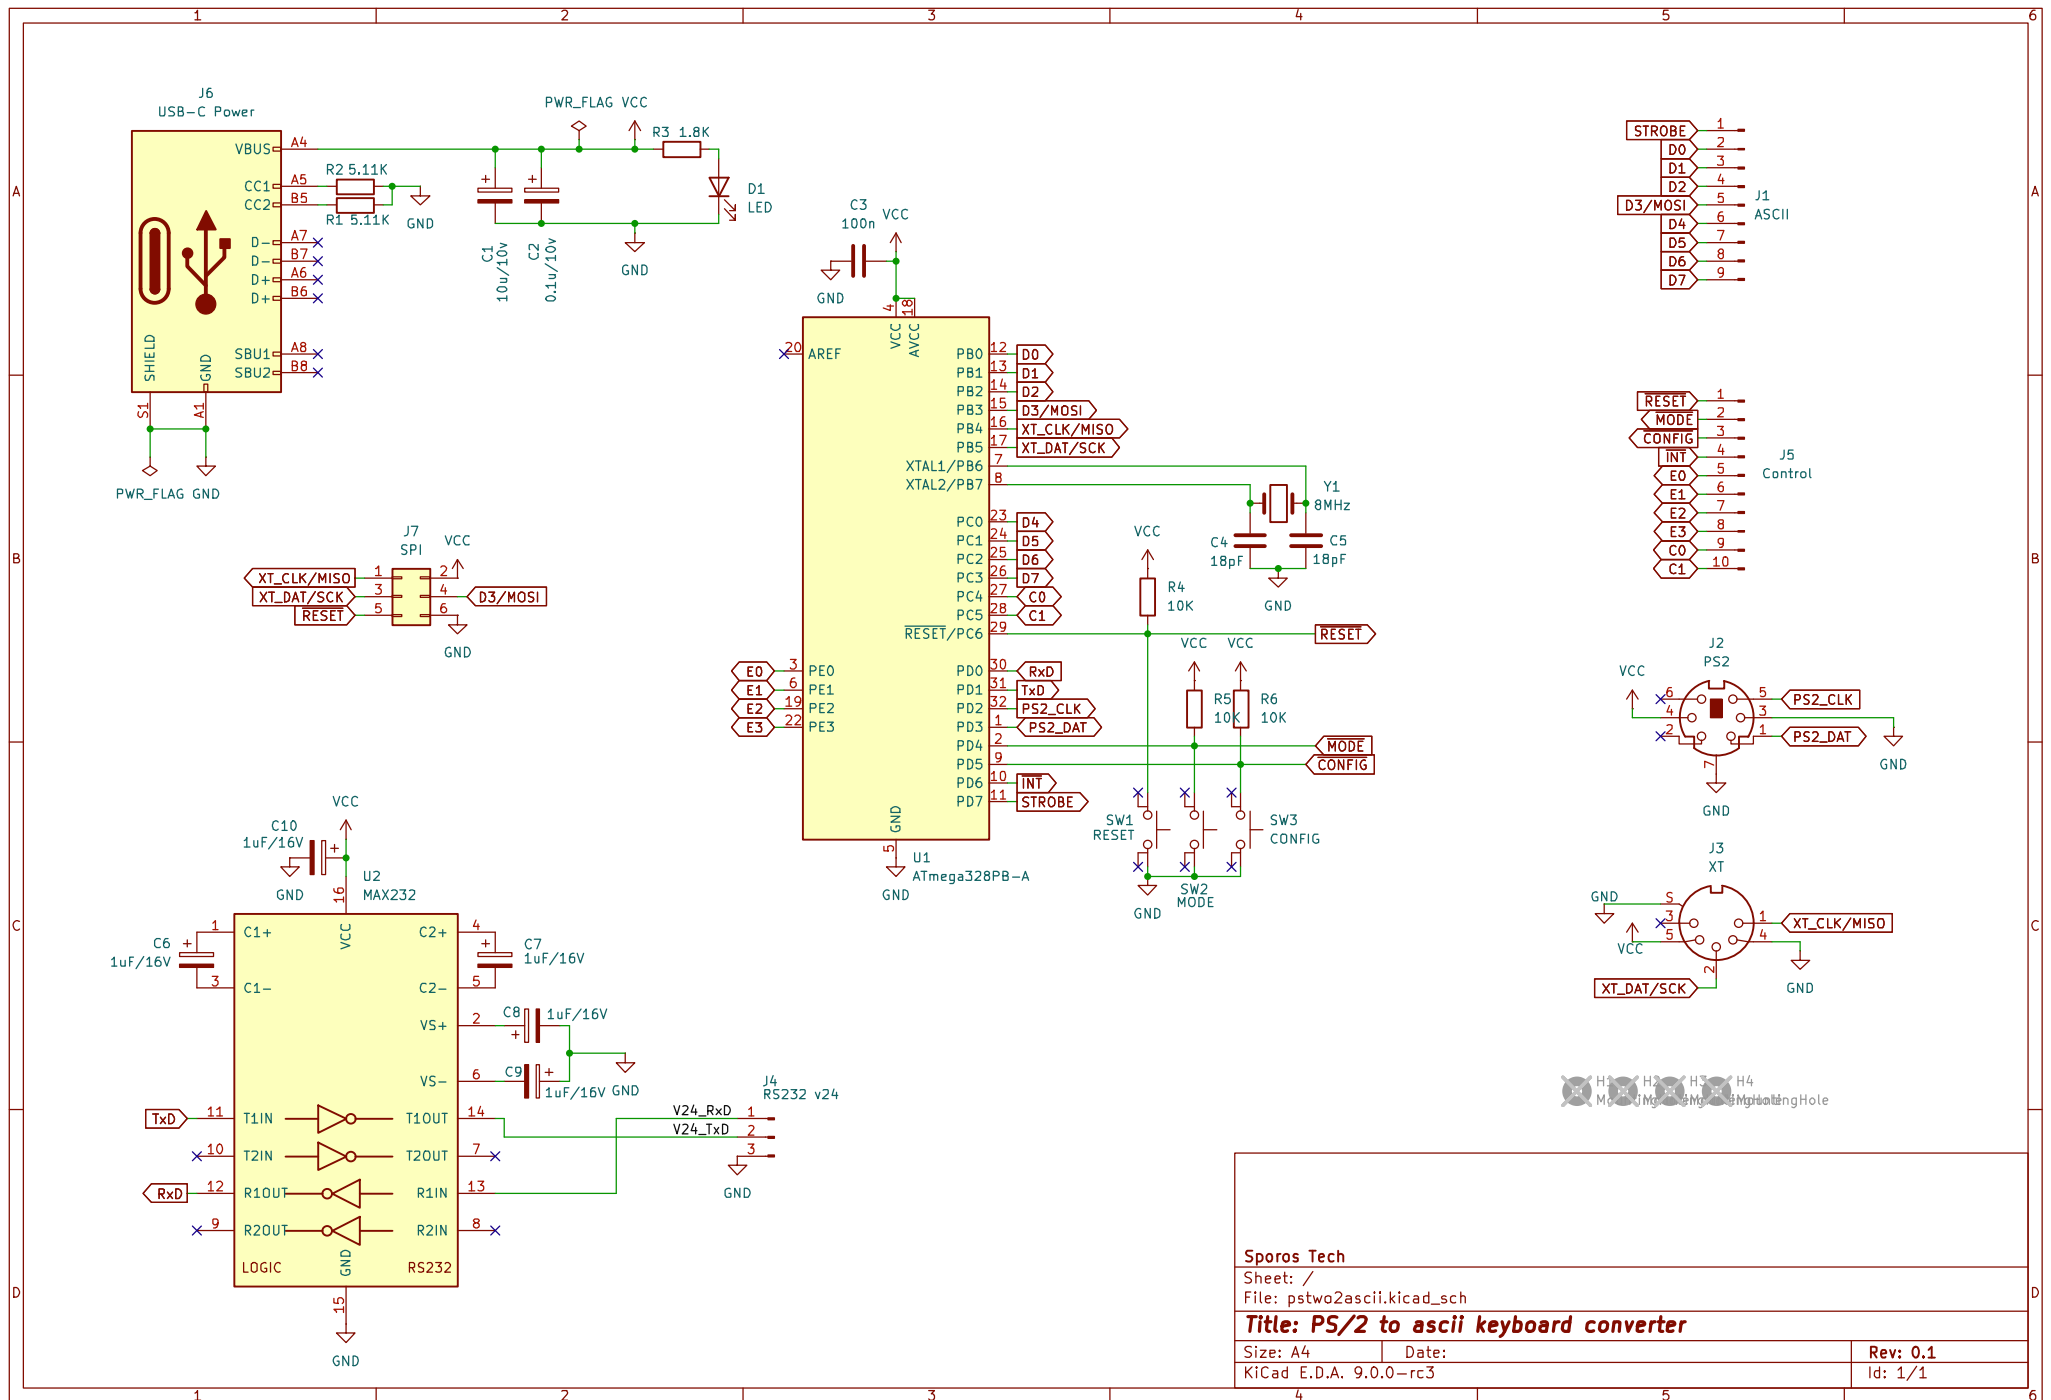 1 2 3 4 5 6
A
B
C
D
A
B
C
D
1 2 3 4 5 6
J6
USB-C Power
VBUS A4
CC1 A5
CC2 B5
D- A7
D- B7
D+ A6
D+ B6
SBU1 A8
SBU2 B8
SHIELD
GND
S1
A1
PWR_FLAG GND
R2 5.11K
R1 5.11K
GND
PWR_FLAG VCC
R3 1.8K
D1
LED
C1
10u/10v
C2
0.1u/10v
GND
J7
SPI
VCC
XT_CLK/MISO 1 2
XT_DAT/SCK 3 4 D3/MOSI
RESET 5 6
GND
C3
100n
VCC
GND
4
18
VCC
AVCC
20 AREF
PB0 12 D0
PB1 13 D1
PB2 14 D2
PB3 15 D3/MOSI
PB4 16 XT_CLK/MISO
PB5 17 XT_DAT/SCK
XTAL1/PB6 7
XTAL2/PB7 8
PC0 23 D4
PC1 24 D5
PC2 25 D6
PC3 26 D7
PC4 27 C0
PC5 28 C1
RESET/PC6 29 RESET
E0 3 PE0
E1 6 PE1
E2 19 PE2
E3 22 PE3
PD0 30 RxD
PD1 31 TxD
PD2 32 PS2_CLK
PD3 1 PS2_DAT
PD4 2 MODE
PD5 9 CONFIG
PD6 10 INT
PD7 11 STROBE
GND
5
U1
ATmega328PB-A
GND
Y1
8MHz
C4
18pF
C5
18pF
GND
VCC
R4
10K
VCC VCC
R5
10K
R6
10K
SW1
RESET
SW3
CONFIG
SW2
MODE
GND
STROBE 1
D0 2
D1 3
D2 4
D3/MOSI 5
D4 6
D5 7
D6 8
D7 9
J1
ASCII
RESET 1
MODE 2
CONFIG 3
INT 4
E0 5
E1 6
E2 7
E3 8
C0 9
C1 10
J5
Control
J2
PS2
VCC
6 5 PS2_CLK
4 3
2 1 PS2_DAT
7
GND
GND
J3
XT
GND
S
3 1 XT_CLK/MISO
5 4
VCC
2
XT_DAT/SCK
GND
VCC
C10
1uF/16V
GND
16
U2
MAX232
VCC
1 C1+ C2+ 4
C6
1uF/16V
C7
1uF/16V
3 C1- C2- 5
VS+ 2
C8 1uF/16V
VS- 6
C9 1uF/16V
GND
TxD 11 T1IN T1OUT 14
10 T2IN T2OUT 7
RxD 12 R1OUT R1IN 13
9 R2OUT R2IN 8
LOGIC GND RS232
15
GND
J4
RS232 v24
V24_RxD 1
V24_TxD 2
3
GND
H4
Sporos Tech
Sheet: /
File: pstwo2ascii.kicad_sch
Title: PS/2 to ascii keyboard converter
Size: A4 Date: Rev: 0.1
KiCad E.D.A. 9.0.0-rc3 Id: 1/1